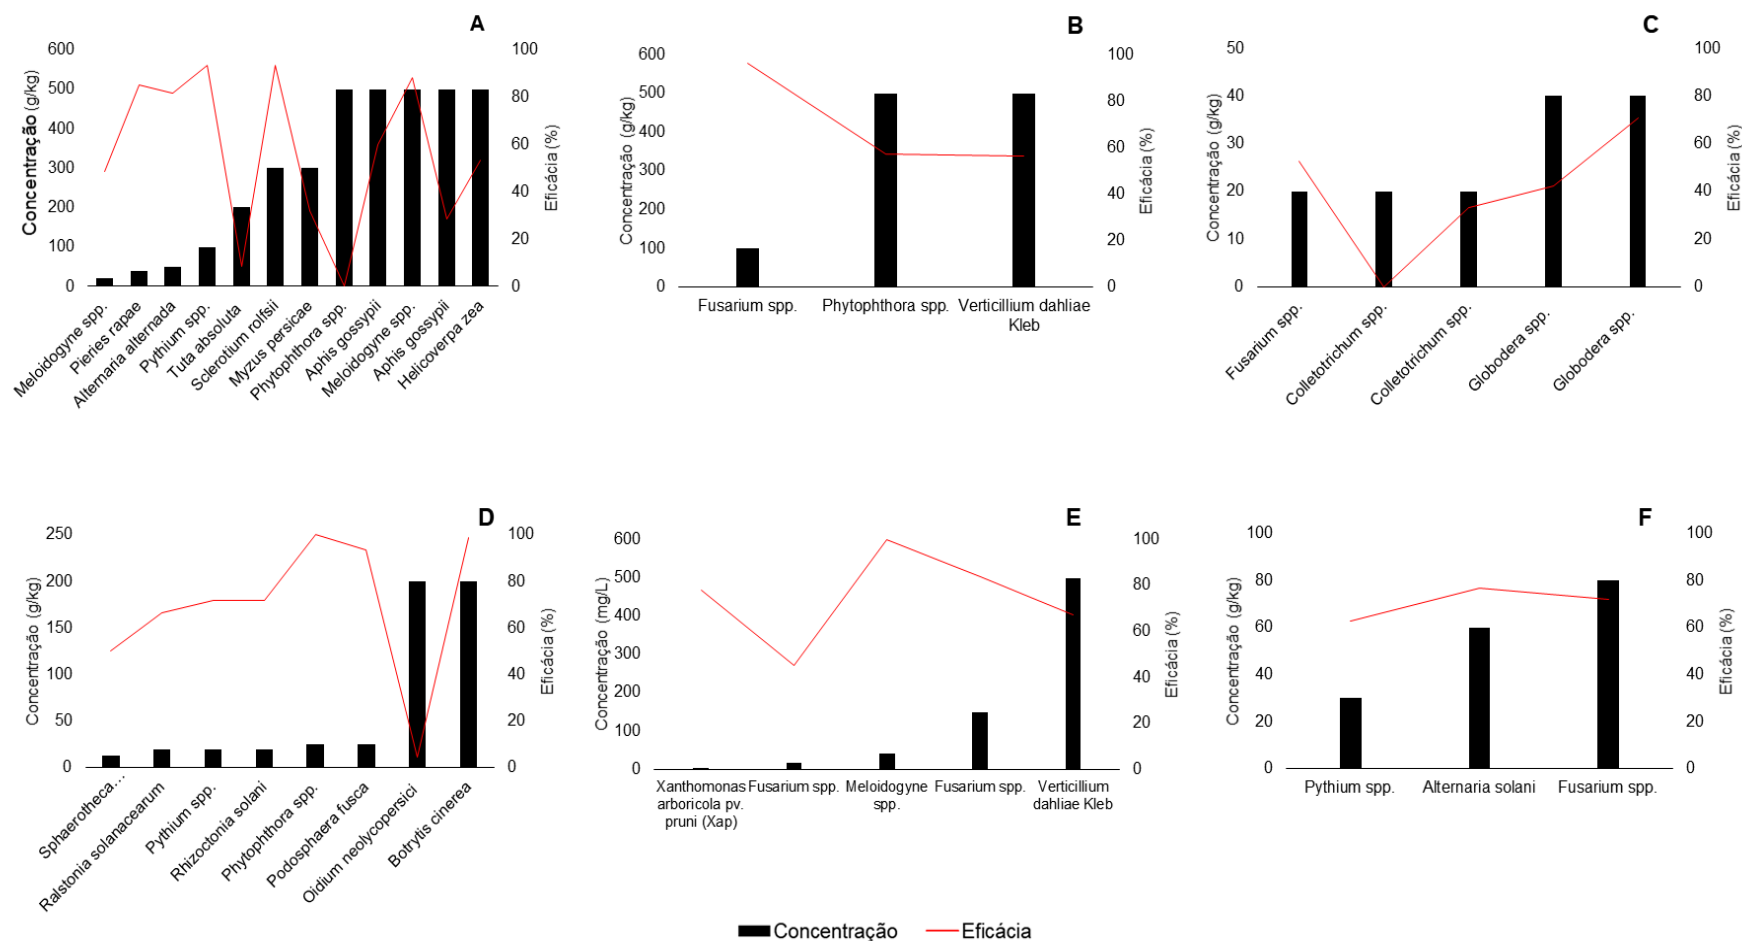 A
Concentração (g/kg)
600
500
400
300
200
100
0
100
80
60
40
20
0
Eficácia (%)
Meloidogyne spp.
Pieries rapae
Alternaria alternada
Pythium spp.
Tuta absoluta
Sclerotium rolfsii
Myzus persicae
Phytophthora spp.
Aphis gossypii
Meloidogyne spp.
Aphis gossypii
Helicoverpa zea
B
Concentração (g/kg)
600
500
400
300
200
100
0
100
80
60
40
20
0
Eficácia (%)
Fusarium spp.
Phytophthora spp.
Verticillium dahliae
Kleb
C
Concentração (g/kg)
50
40
30
20
10
0
100
80
60
40
20
0
Eficácia (%)
Fusarium spp.
Colletotrichum spp.
Colletotrichum spp.
Globodera spp.
Globodera spp.
D
Concentração (g/kg)
250
200
150
100
50
0
100
80
60
40
20
0
Eficácia (%)
Sphaerotheca…
Ralstonia solanacearum
Pythium spp.
Rhizoctonia solani
Phytophthora spp.
Podosphaera fusca
Oidium neolycopersici
Botrytis cinerea
E
Concentração (mg/L)
600
500
400
300
200
100
0
100
80
60
40
20
0
Eficácia (%)
Xanthomonas
arboricola pv.
pruni (Xap)
Fusarium spp.
Meloidogyne
spp.
Fusarium spp.
Verticillium
dahliae Kleb
F
Concentração (g/kg)
100
80
60
40
20
0
100
80
60
40
20
0
Eficácia (%)
Pythium spp.
Alternaria solani
Fusarium spp.
Concentração
Eficácia